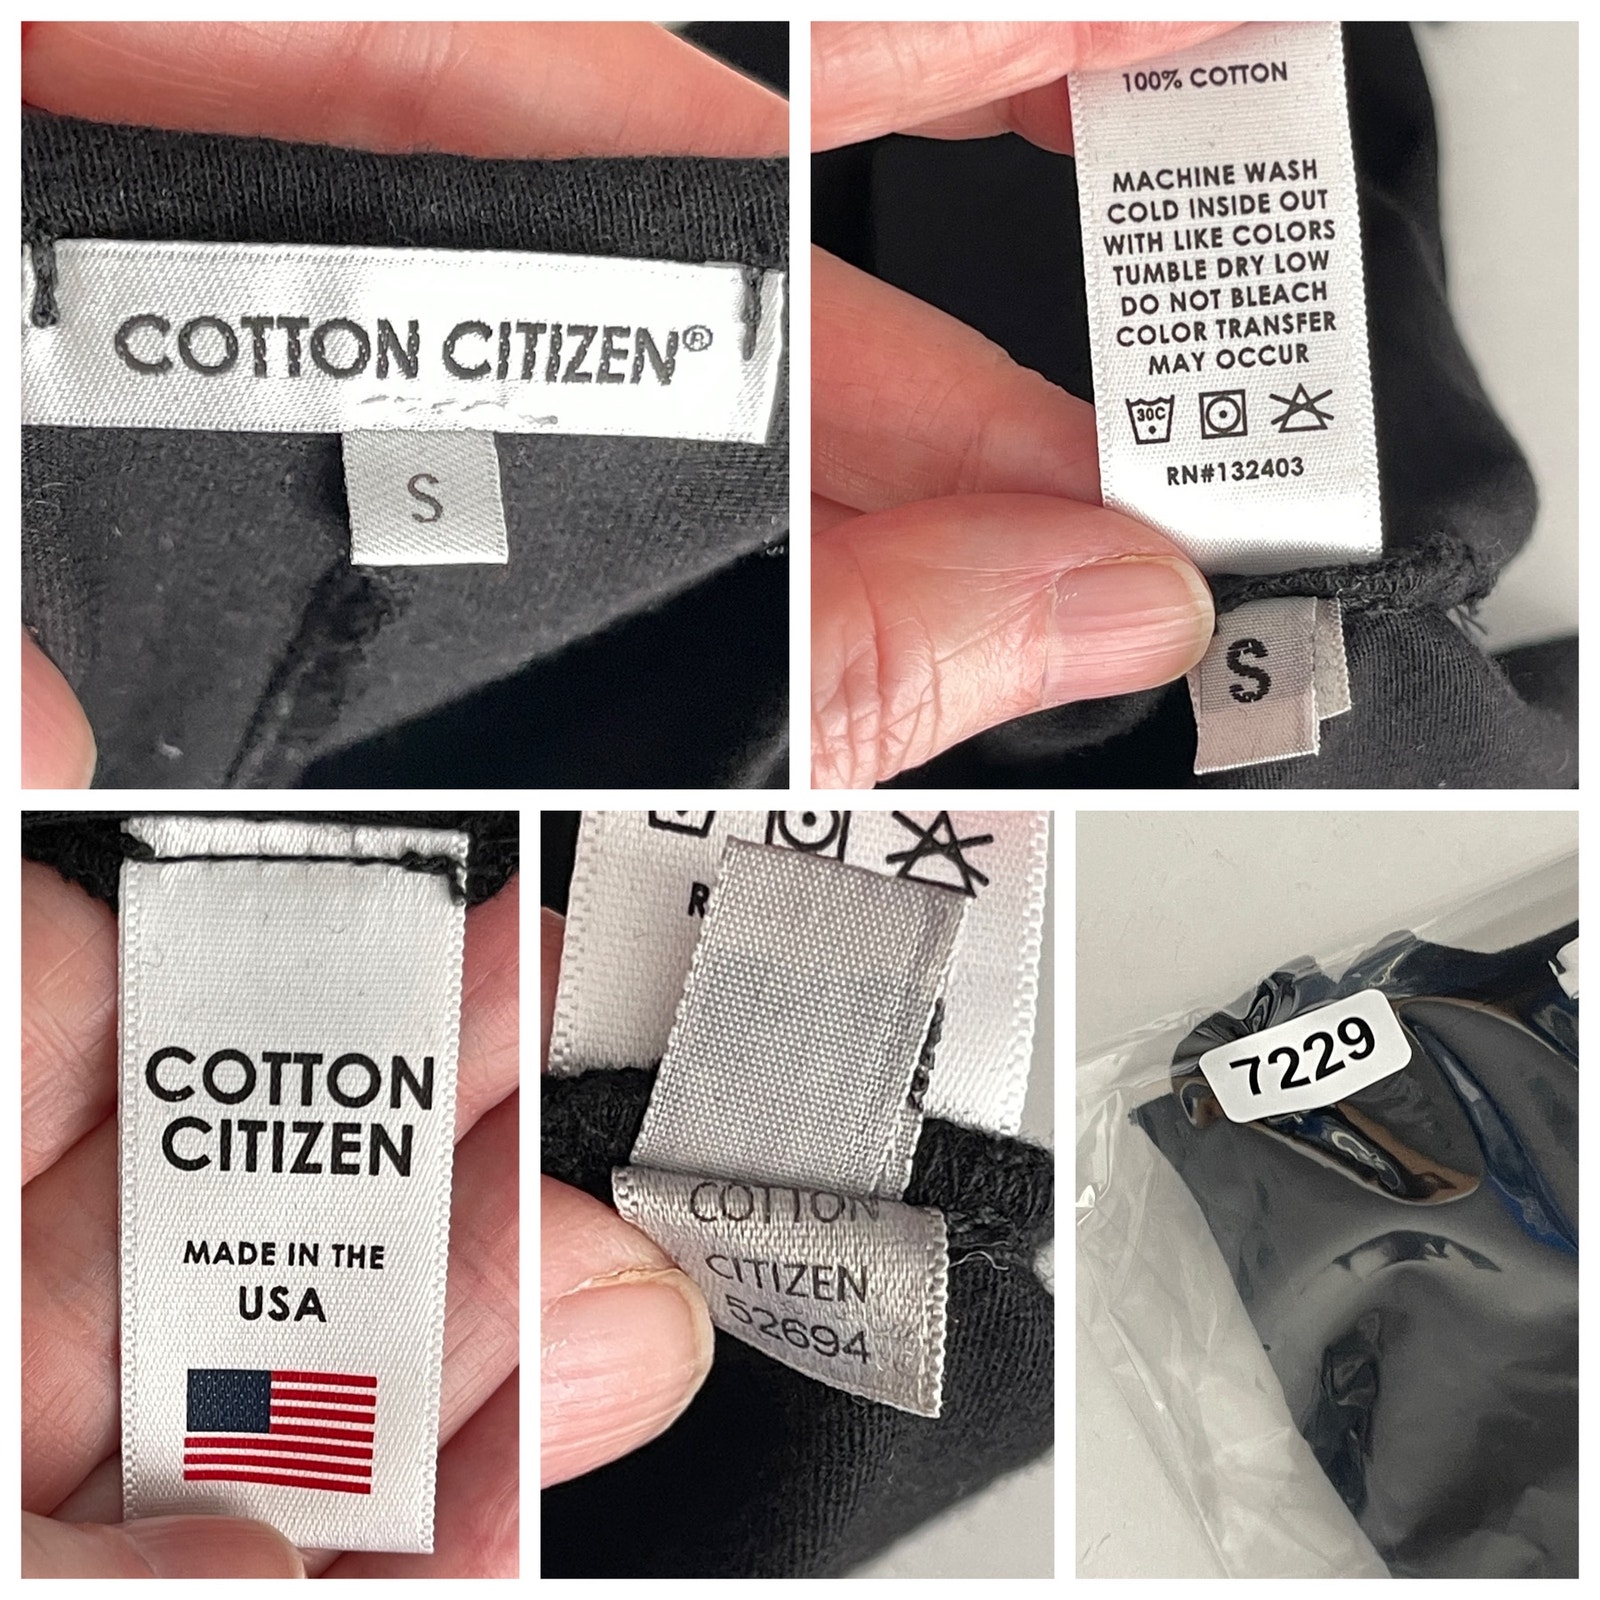 COTTON CITIZEN®
S
100% COTTON
MACHINE WASH
COLD INSIDE OUT
WITH LIKE COLORS
TUMBLE DRY LOW
DO NOT BLEACH
COLOR TRANSFER
MAY OCCUR
30C
RN#132403
S
COTTON
CITIZEN
MADE IN THE
USA
R
COTTON
CITIZEN
52694
7229